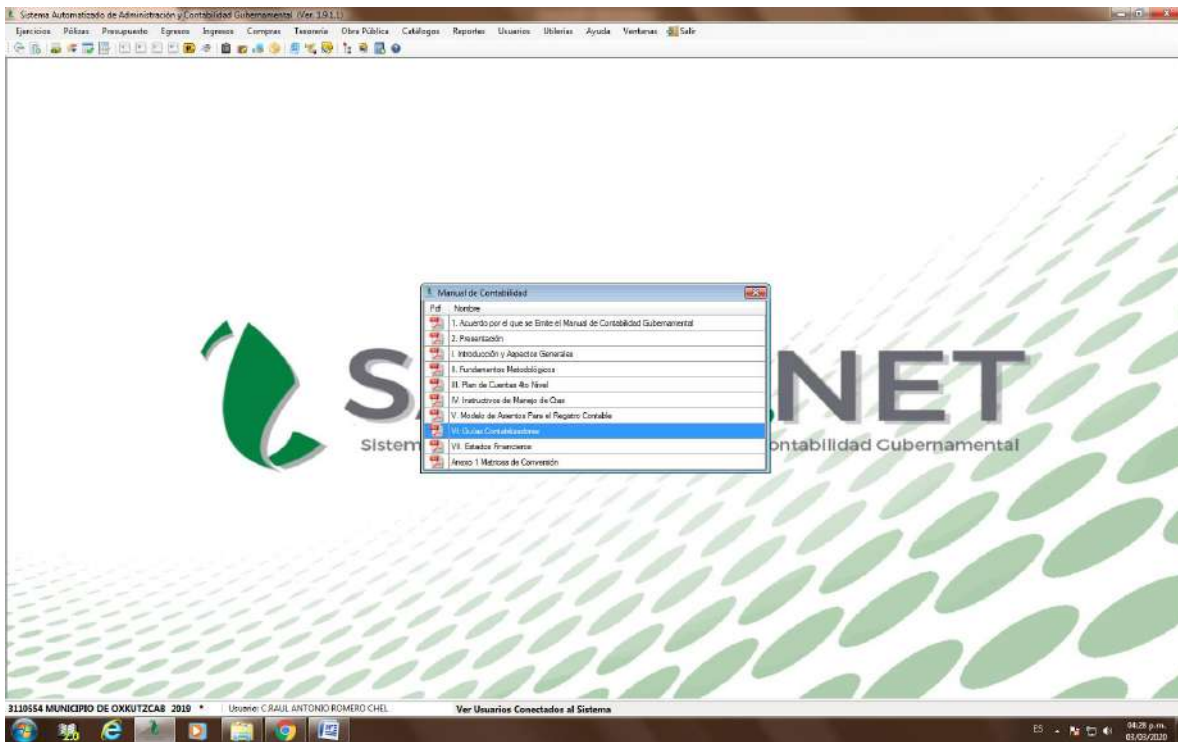 Sistema Automatizado de Administración y Contabilidad Gubernamental (Ver. 1.9.1.1)
Ejercicios Pólizas Presupuesto Egresos Ingresos Compras Tesorería Obra Pública Catálogos Reportes Usuarios Utilerías Ayuda Ventanas Salir
Manual de Contabilidad
Pdf Nombre
1. Acuerdo por el que se Emite el Manual de Contabilidad Gubernamental
2. Presentación
I. Introducción y Aspectos Generales
II. Fundamentos Metodológicos
III. Plan de Cuentas 4to Nivel
IV. Instructivos de Manejo de Ctas
V. Modelo de Asientos Para el Registro Contable
VI. Guías Contabilizadoras
VII. Estados Financieros
Anexo 1 Matrices de Conversión
S NET
Sistem ontabilidad Gubernamental
3110554 MUNICIPIO DE OXKUTZCAB 2019 * Usuario: C.RAUL ANTONIO ROMERO CHEL Ver Usuarios Conectados al Sistema
ES 04:28 p.m.
03/03/2020